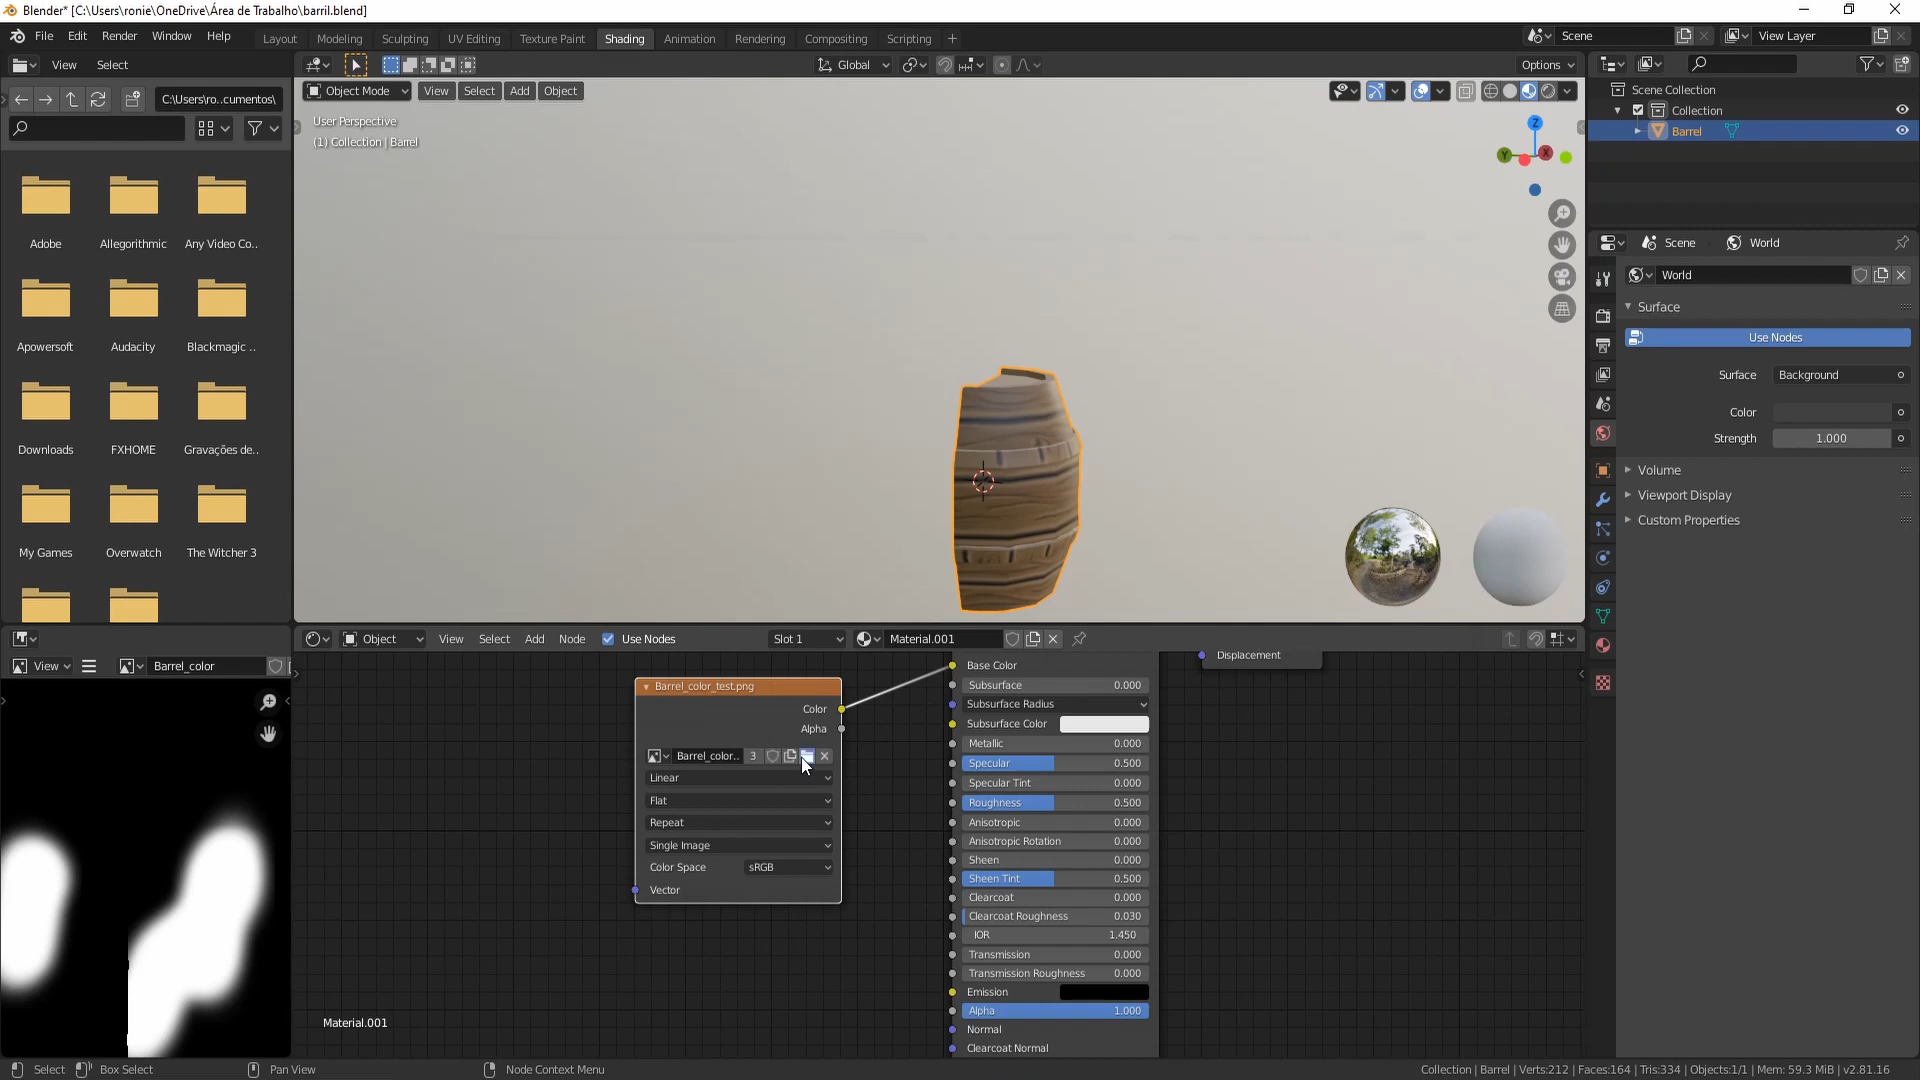 Blender* [C:\Users\ronie\OneDrive\Área de Trabalho\barril.blend]
File Edit Render Window Help Layout Modeling Sculpting UV Editing Texture Paint Shading Animation Rendering Compositing Scripting + Scene View Layer
View Select Global Options
C:\Users\ro..cumentos\ Object Mode View Select Add Object
User Perspective
(1) Collection | Barrel
Z
Y X
Scene Collection
Collection
Barrel
Adobe Allegorithmic Any Video Co..
Apowersoft Audacity Blackmagic ..
Downloads FXHOME Gravações de..
My Games Overwatch The Witcher 3
Scene World
World
Surface
Use Nodes
Surface Background
Color
Strength 1.000
Volume
Viewport Display
Custom Properties
View Barrel_color
Object View Select Add Node Use Nodes Slot 1 Material.001
Barrel_color_test.png
Color
Alpha
Barrel_color.. 3
Linear
Flat
Repeat
Single Image
Color Space sRGB
Vector
Base Color
Subsurface 0.000
Subsurface Radius
Subsurface Color
Metallic 0.000
Specular 0.500
Specular Tint 0.000
Roughness 0.500
Anisotropic 0.000
Anisotropic Rotation 0.000
Sheen 0.000
Sheen Tint 0.500
Clearcoat 0.000
Clearcoat Roughness 0.030
IOR 1.450
Transmission 0.000
Transmission Roughness 0.000
Emission
Alpha 1.000
Normal
Clearcoat Normal
Displacement
Material.001
Select Box Select Pan View Node Context Menu Collection | Barrel | Verts:212 | Faces:164 | Tris:334 | Objects:1/1 | Mem: 59.3 MiB | v2.81.16